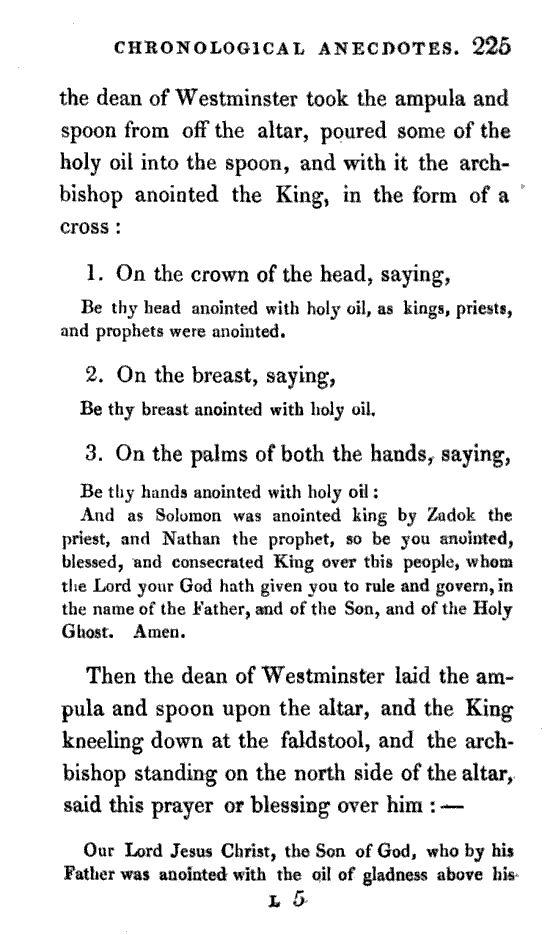 CHRONOLOGICAL ANECDOTES. 225
the dean of Westminster took the ampula and
spoon from off the altar, poured some of the
holy oil into the spoon, and with it the arch-
bishop anointed the King, in the form of a
cross :
1. On the crown of the head, saying,
Be thy head anointed with holy oil, as kings, priests,
and prophets were anointed.
2. On the breast, saying,
Be thy breast anointed with holy oil.
3. On the palms of both the hands, saying,
Be thy hands anointed with holy oil :
And as Solomon was anointed king by Zadok the
priest, and Nathan the prophet, so be you anointed,
blessed, and consecrated King over this people, whom
the Lord your God hath given you to rule and govern, in
the name of the Father, and of the Son, and of the Holy
Ghost. Amen.
Then the dean of Westminster laid the am-
pula and spoon upon the altar, and the King
kneeling down at the faldstool, and the arch-
bishop standing on the north side of the altar,
said this prayer or blessing over him : —
Our Lord Jesus Christ, the Son of God, who by his
Father was anointed with the oil of gladness above his
L 5